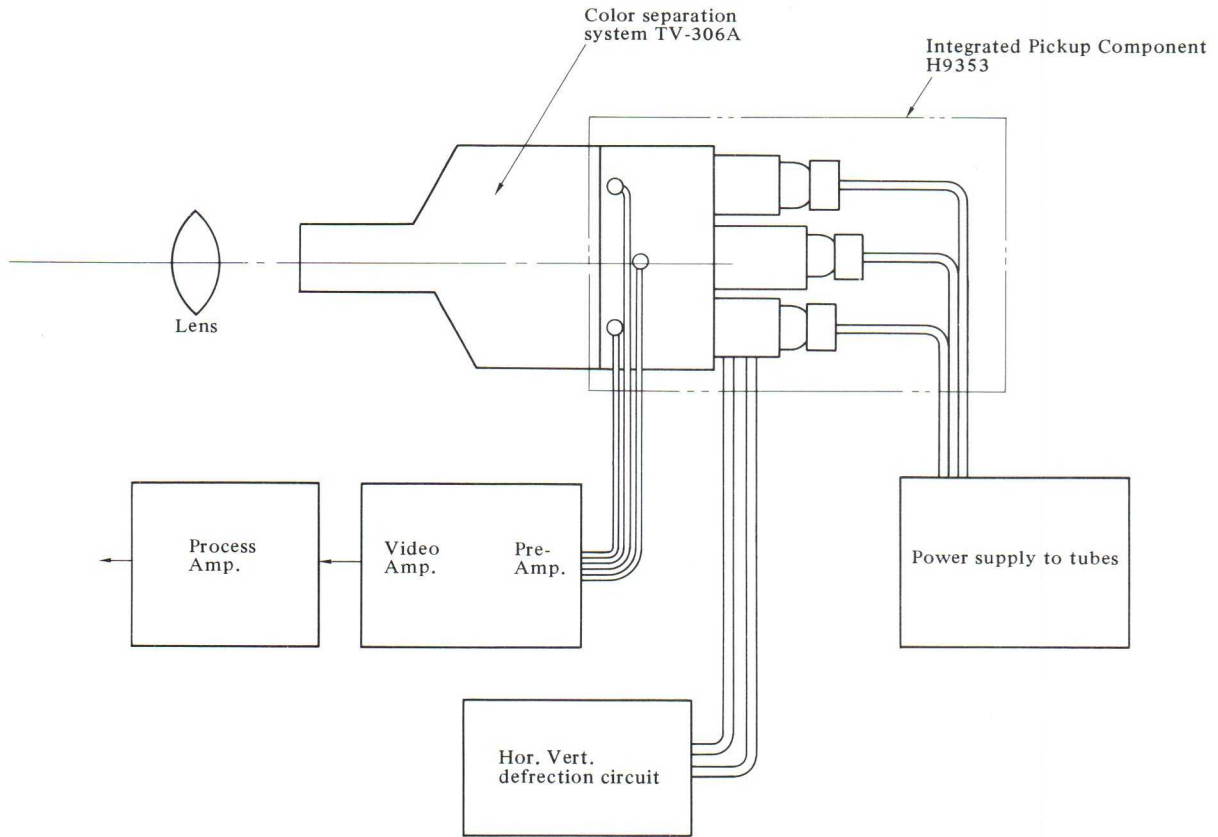 Color separation
system TV-306A
Integrated Pickup Component
H9353
Lens
Process
Amp.
Video
Amp.
Pre-
Amp.
Power supply to tubes
Hor. Vert.
defrection circuit